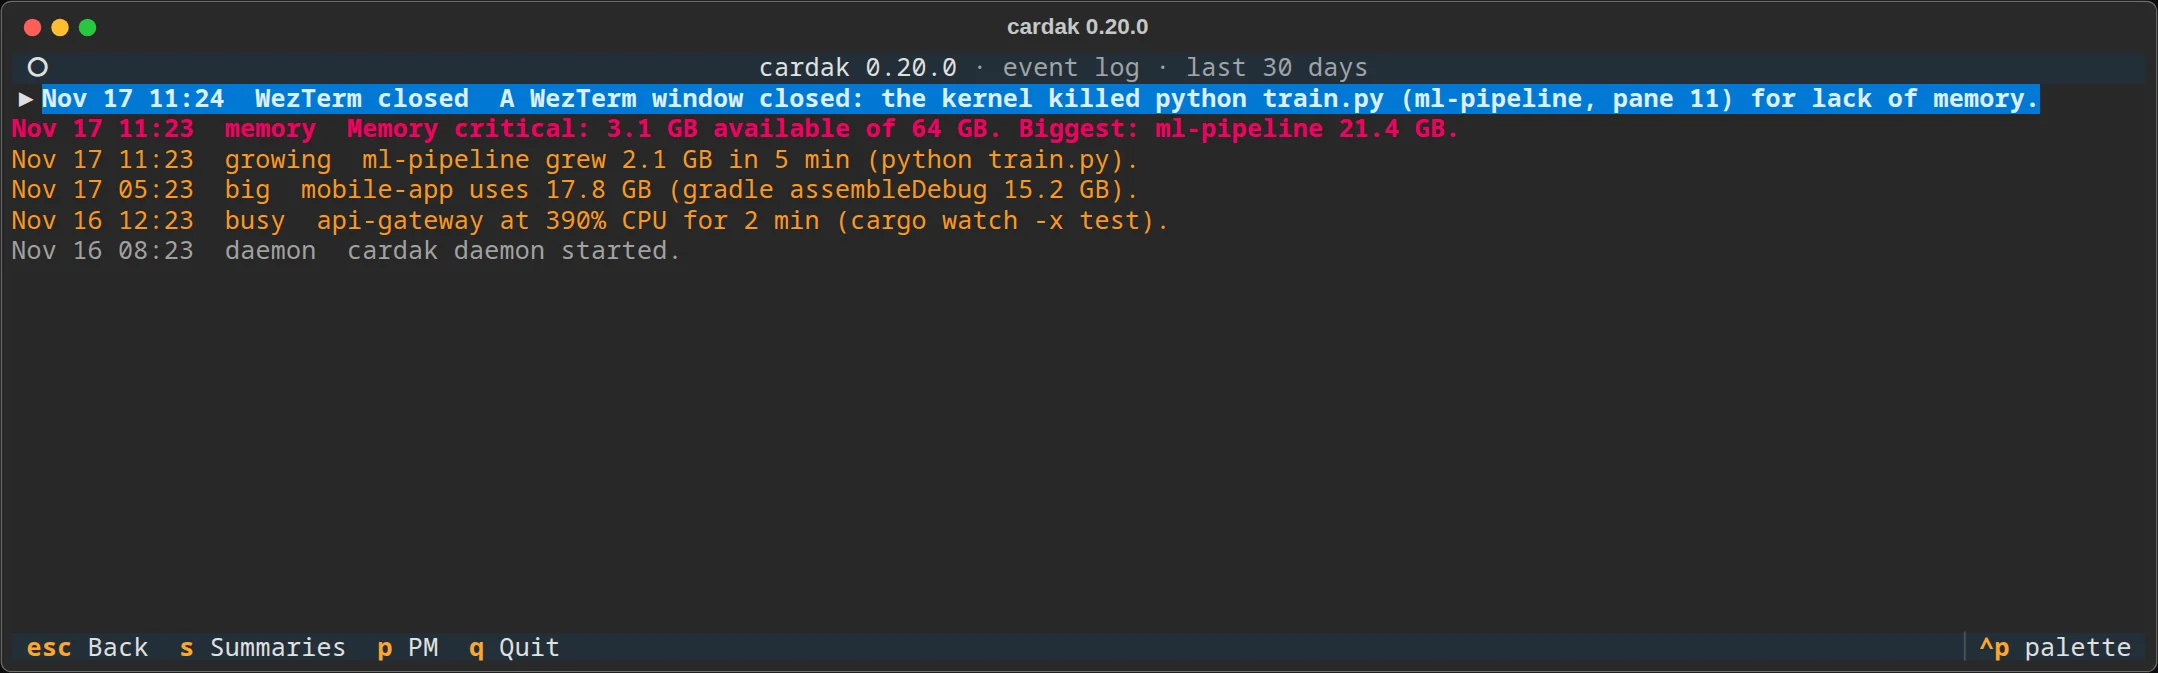 cardak 0.20.0
cardak 0.20.0 · event log · last 30 days
Nov 17 11:24  WezTerm closed  A WezTerm window closed: the kernel killed python train.py (ml-pipeline, pane 11) for lack of memory.
Nov 17 11:23  memory  Memory critical: 3.1 GB available of 64 GB. Biggest: ml-pipeline 21.4 GB.
Nov 17 11:23  growing  ml-pipeline grew 2.1 GB in 5 min (python train.py).
Nov 17 05:23  big  mobile-app uses 17.8 GB (gradle assembleDebug 15.2 GB).
Nov 16 12:23  busy  api-gateway at 390% CPU for 2 min (cargo watch -x test).
Nov 16 08:23  daemon  cardak daemon started.
esc Back  s Summaries  p PM  q Quit  ^p palette